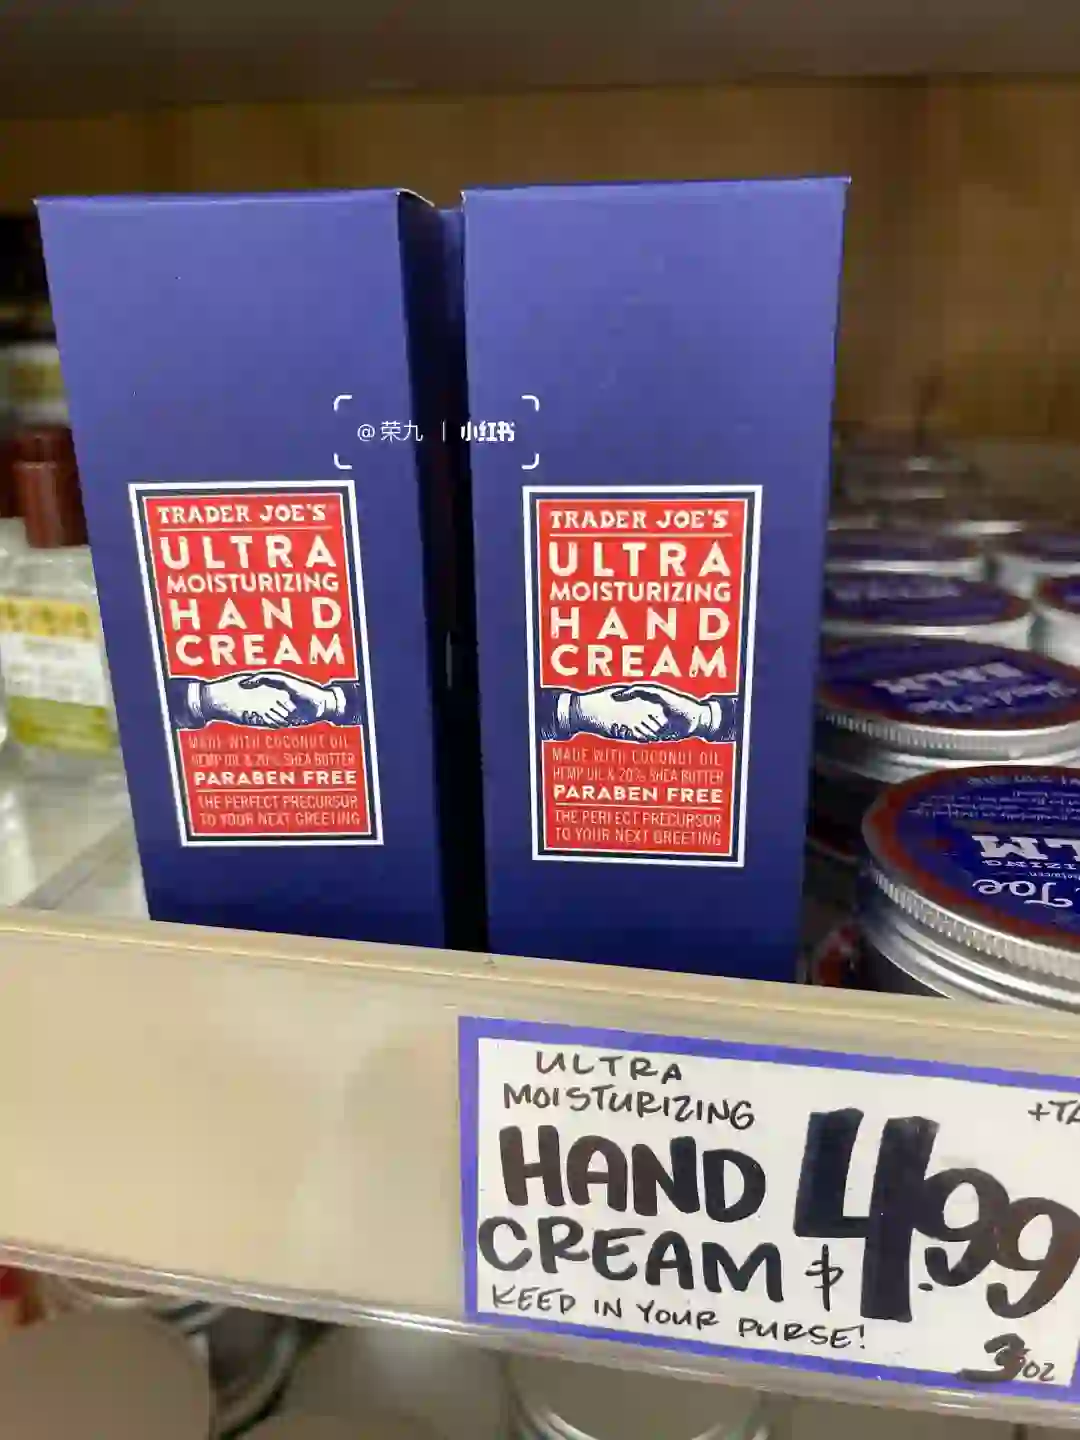 @ 荣九 | 小红书
TRADER JOE'S
ULTRA
MOISTURIZING
HAND
CREAM
MADE WITH COCONUT OIL
HEMP OIL & 20% SHEA BUTTER
PARABEN FREE
THE PERFECT PRECURSOR
TO YOUR NEXT GREETING
TRADER JOE'S
ULTRA
MOISTURIZING
HAND
CREAM
MADE WITH COCONUT OIL
HEMP OIL & 20% SHEA BUTTER
PARABEN FREE
THE PERFECT PRECURSOR
TO YOUR NEXT GREETING
BALM
Joe
ULTRA
MOISTURIZING
HAND
CREAM
$4.99
KEEP IN YOUR PURSE!
3 oz